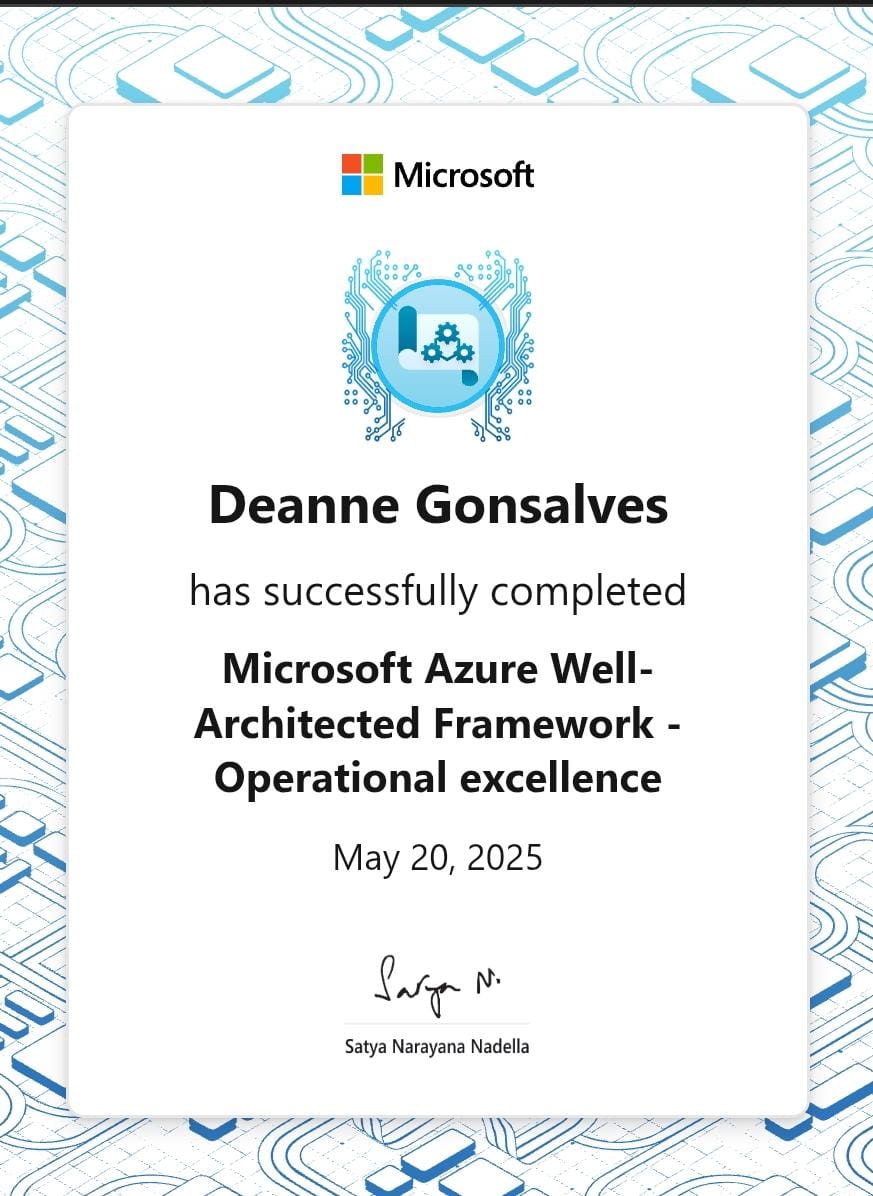 Microsoft
Deanne Gonsalves
has successfully completed
Microsoft Azure Well-
Architected Framework -
Operational excellence
May 20, 2025
Satya N.
Satya Narayana Nadella